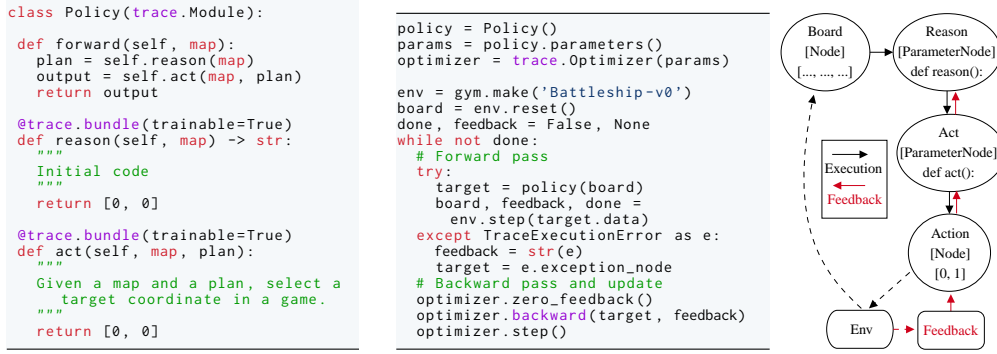 class Policy(trace.Module):
def forward(self, map):
plan = self.reason(map)
output = self.act(map, plan)
return output
@trace.bundle(trainable=True)
def reason(self, map) -> str:
"""
Initial code
"""
return [0, 0]
@trace.bundle(trainable=True)
def act(self, map, plan):
"""
Given a map and a plan, select a
target coordinate in a game.
"""
return [0, 0]
policy = Policy()
params = policy.parameters()
optimizer = trace.Optimizer(params)
env = gym.make('Battleship-v0')
board = env.reset()
done, feedback = False, None
while not done:
# Forward pass
try:
target = policy(board)
board, feedback, done =
env.step(target.data)
except TraceExecutionError as e:
feedback = str(e)
target = e.exception_node
# Backward pass and update
optimizer.zero_feedback()
optimizer.backward(target, feedback)
optimizer.step()
Board
[Node]
[..., ..., ...]
Reason
[ParameterNode]
def reason():
Act
[ParameterNode]
def act():
Execution
Feedback
Action
[Node]
[0, 1]
Env
Feedback